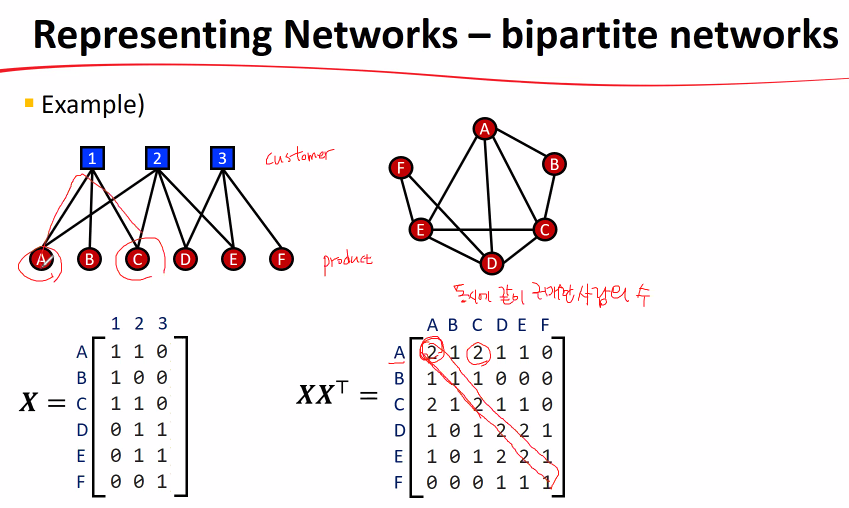 Representing Networks – bipartite networks
Example)
1 2 3 customer
A B C D E F product
A
F B
E C
D
동시에 같이 구매한 사람의 수
1 2 3
A 1 1 0
B 1 0 0
X = C 1 1 0
D 0 1 1
E 0 1 1
F 0 0 1
A B C D E F
A 2 1 2 1 1 0
B 1 1 1 0 0 0
XX⊤ = C 2 1 2 1 1 0
D 1 0 1 2 2 1
E 1 0 1 2 2 1
F 0 0 0 1 1 1